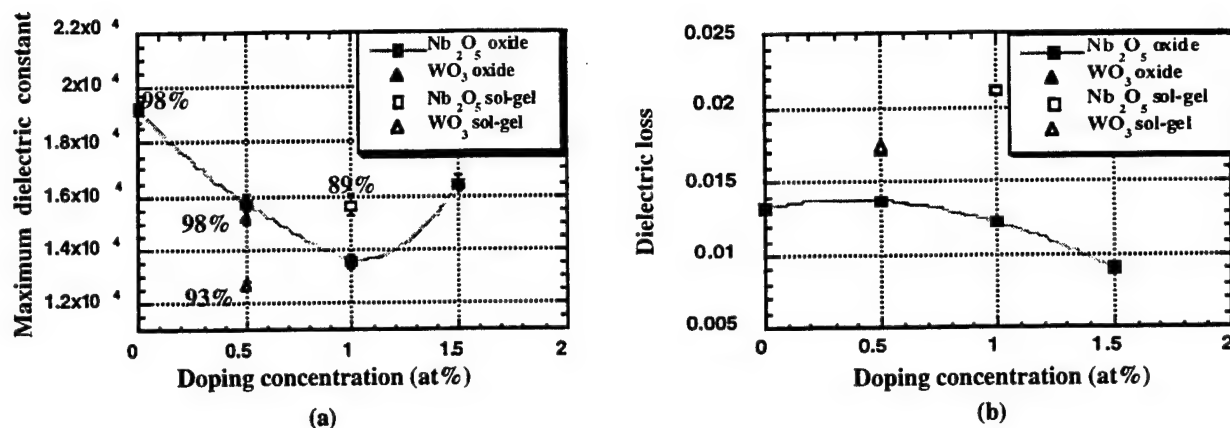 Maximum dielectric constant
2.2x0 4
2x10 4
1.8x10 4
1.6x10 4
1.4x10 4
1.2x10 4
98%
98%
93%
89%
Nb2O5 oxide
WO3 oxide
Nb2O5 sol-gel
WO3 sol-gel
0 0.5 1 1.5 2
Doping concentration (at%)
(a)
Dielectric loss
0.025
0.02
0.015
0.01
0.005
Nb2O5 oxide
WO3 oxide
Nb2O5 sol-gel
WO3 sol-gel
0 0.5 1 1.5 2
Doping concentration (at%)
(b)